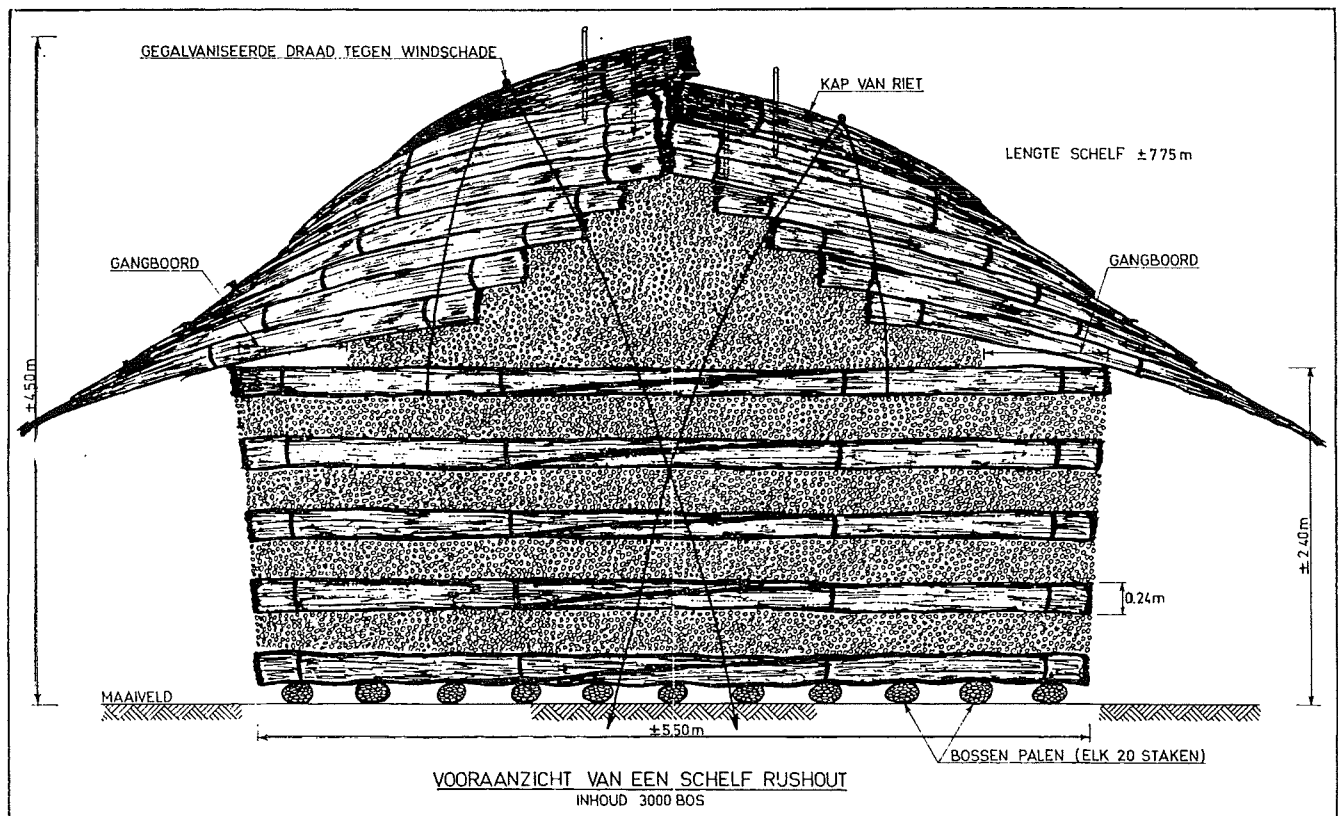 GEGALVANISEERDE DRAAD TEGEN WINDSCHADE
KAP VAN RIET
LENGTE SCHELF ±775m
GANGBOORD
GANGBOORD
±4.50m
±2.40m
0.24m
MAAIVELD
±5.50m
BOSSEN PALEN (ELK 20 STAKEN)
VOORAANZICHT VAN EEN SCHELF RIJSHOUT
INHOUD 3000 BOS